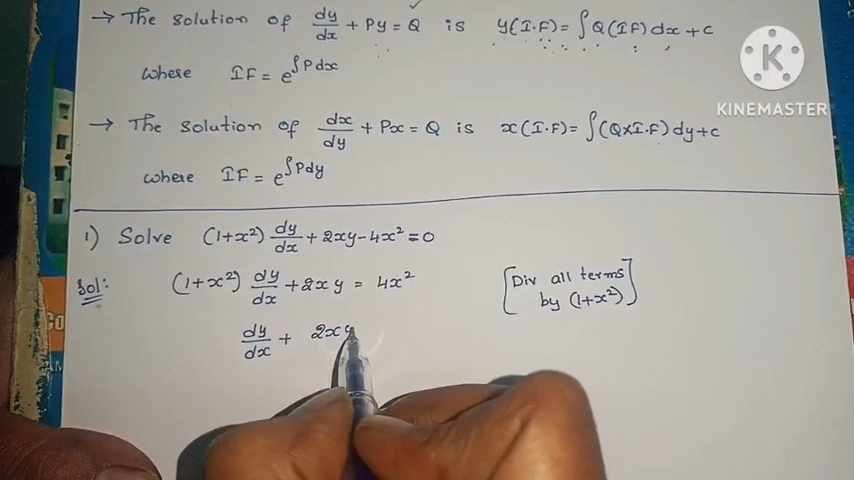 → The solution of dy/dx + Py = Q is y(I.F) = ∫Q(IF)dx + c
where IF = e^∫Pdx
KINEMASTER
→ The solution of dx/dy + Px = Q is x(I.F) = ∫(Q×I.F)dy + c
where IF = e^∫Pdy
1) Solve (1+x²) dy/dx + 2xy - 4x² = 0
Sol: (1+x²) dy/dx + 2xy = 4x² [Div all terms
by (1+x²)]
dy/dx + 2xy